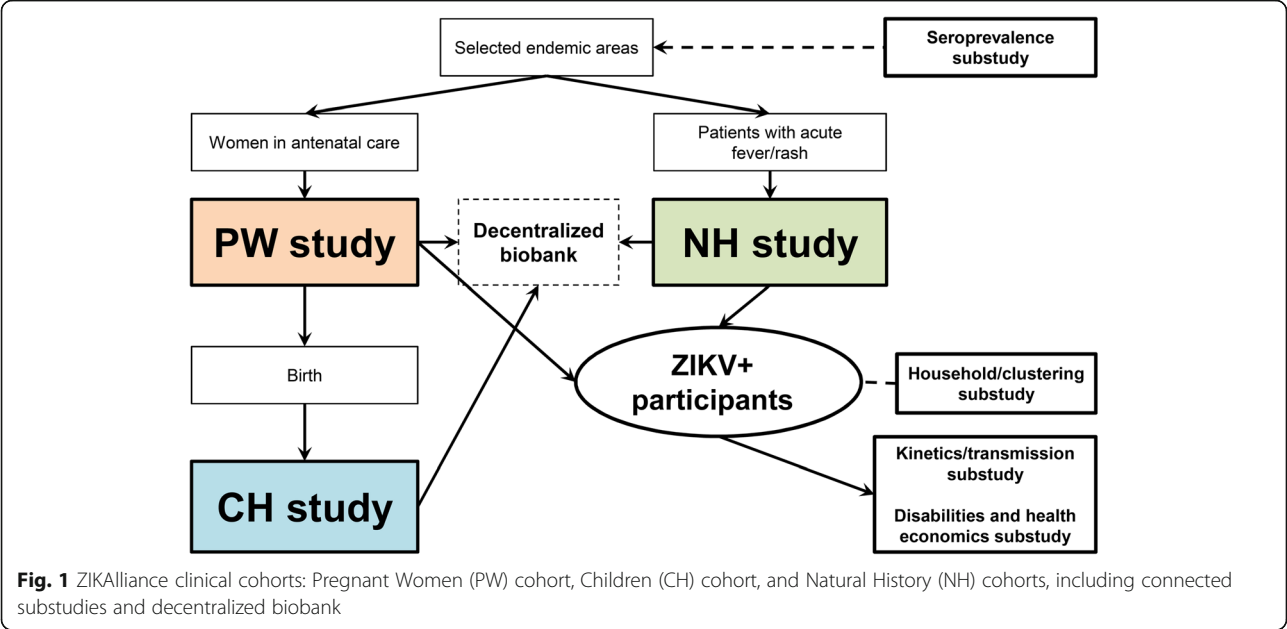 Selected endemic areas
Seroprevalence
substudy
Women in antenatal care
Patients with acute
fever/rash
PW study
Decentralized
biobank
NH study
Birth
ZIKV+
participants
Household/clustering
substudy
CH study
Kinetics/transmission
substudy
Disabilities and health
economics substudy
Fig. 1 ZIKAlliance clinical cohorts: Pregnant Women (PW) cohort, Children (CH) cohort, and Natural History (NH) cohorts, including connected
substudies and decentralized biobank